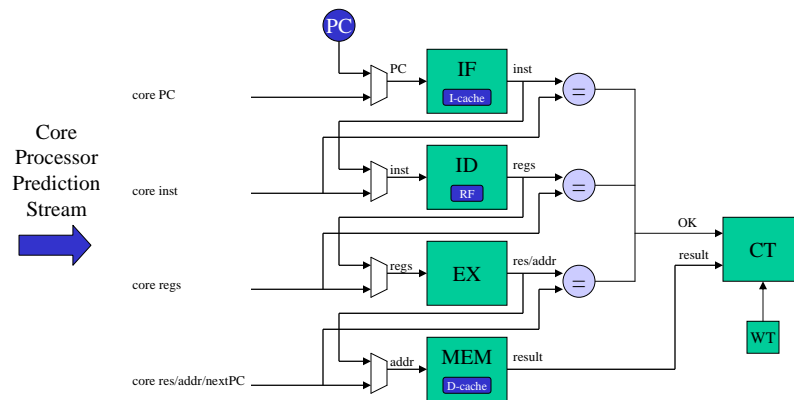 PC
IF
I-cache
PC
inst
=
core PC
Core
Processor
Prediction
Stream
core inst
inst
ID
RF
regs
=
core regs
regs
EX
res/addr
=
OK
result
CT
WT
core res/addr/nextPC
addr
MEM
D-cache
result